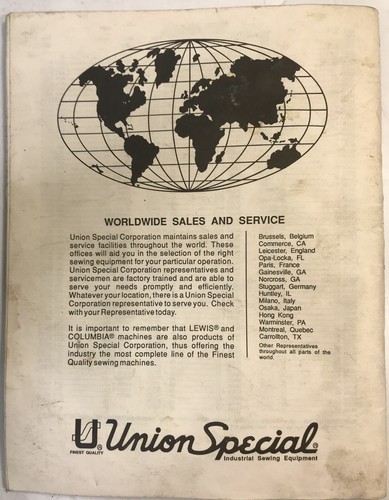 WORLDWIDE SALES AND SERVICE
Union Special Corporation maintains sales and
service facilities throughout the world. These
offices will aid you in the selection of the right
sewing equipment for your particular operation.
Union Special Corporation representatives and
servicemen are factory trained and are able to
serve your needs promptly and efficiently.
Whatever your location, there is a Union Special
Corporation representative to serve you. Check
with your Representative today.
It is important to remember that LEWIS® and
COLUMBIA® machines are also products of
Union Special Corporation, thus offering the
industry the most complete line of the Finest
Quality sewing machines.
Brussels, Belgium
Commerce, CA
Leicester, England
Opa-Locka, FL
Paris, France
Gainesville, GA
Norcross, GA
Stuggart, Germany
Huntley, IL
Milano, Italy
Osaka, Japan
Hong Kong
Warminster, PA
Montreal, Quebec
Carrollton, TX
Other Representatives
throughout all parts of the
world.
FINEST QUALITY
Union Special®
Industrial Sewing Equipment